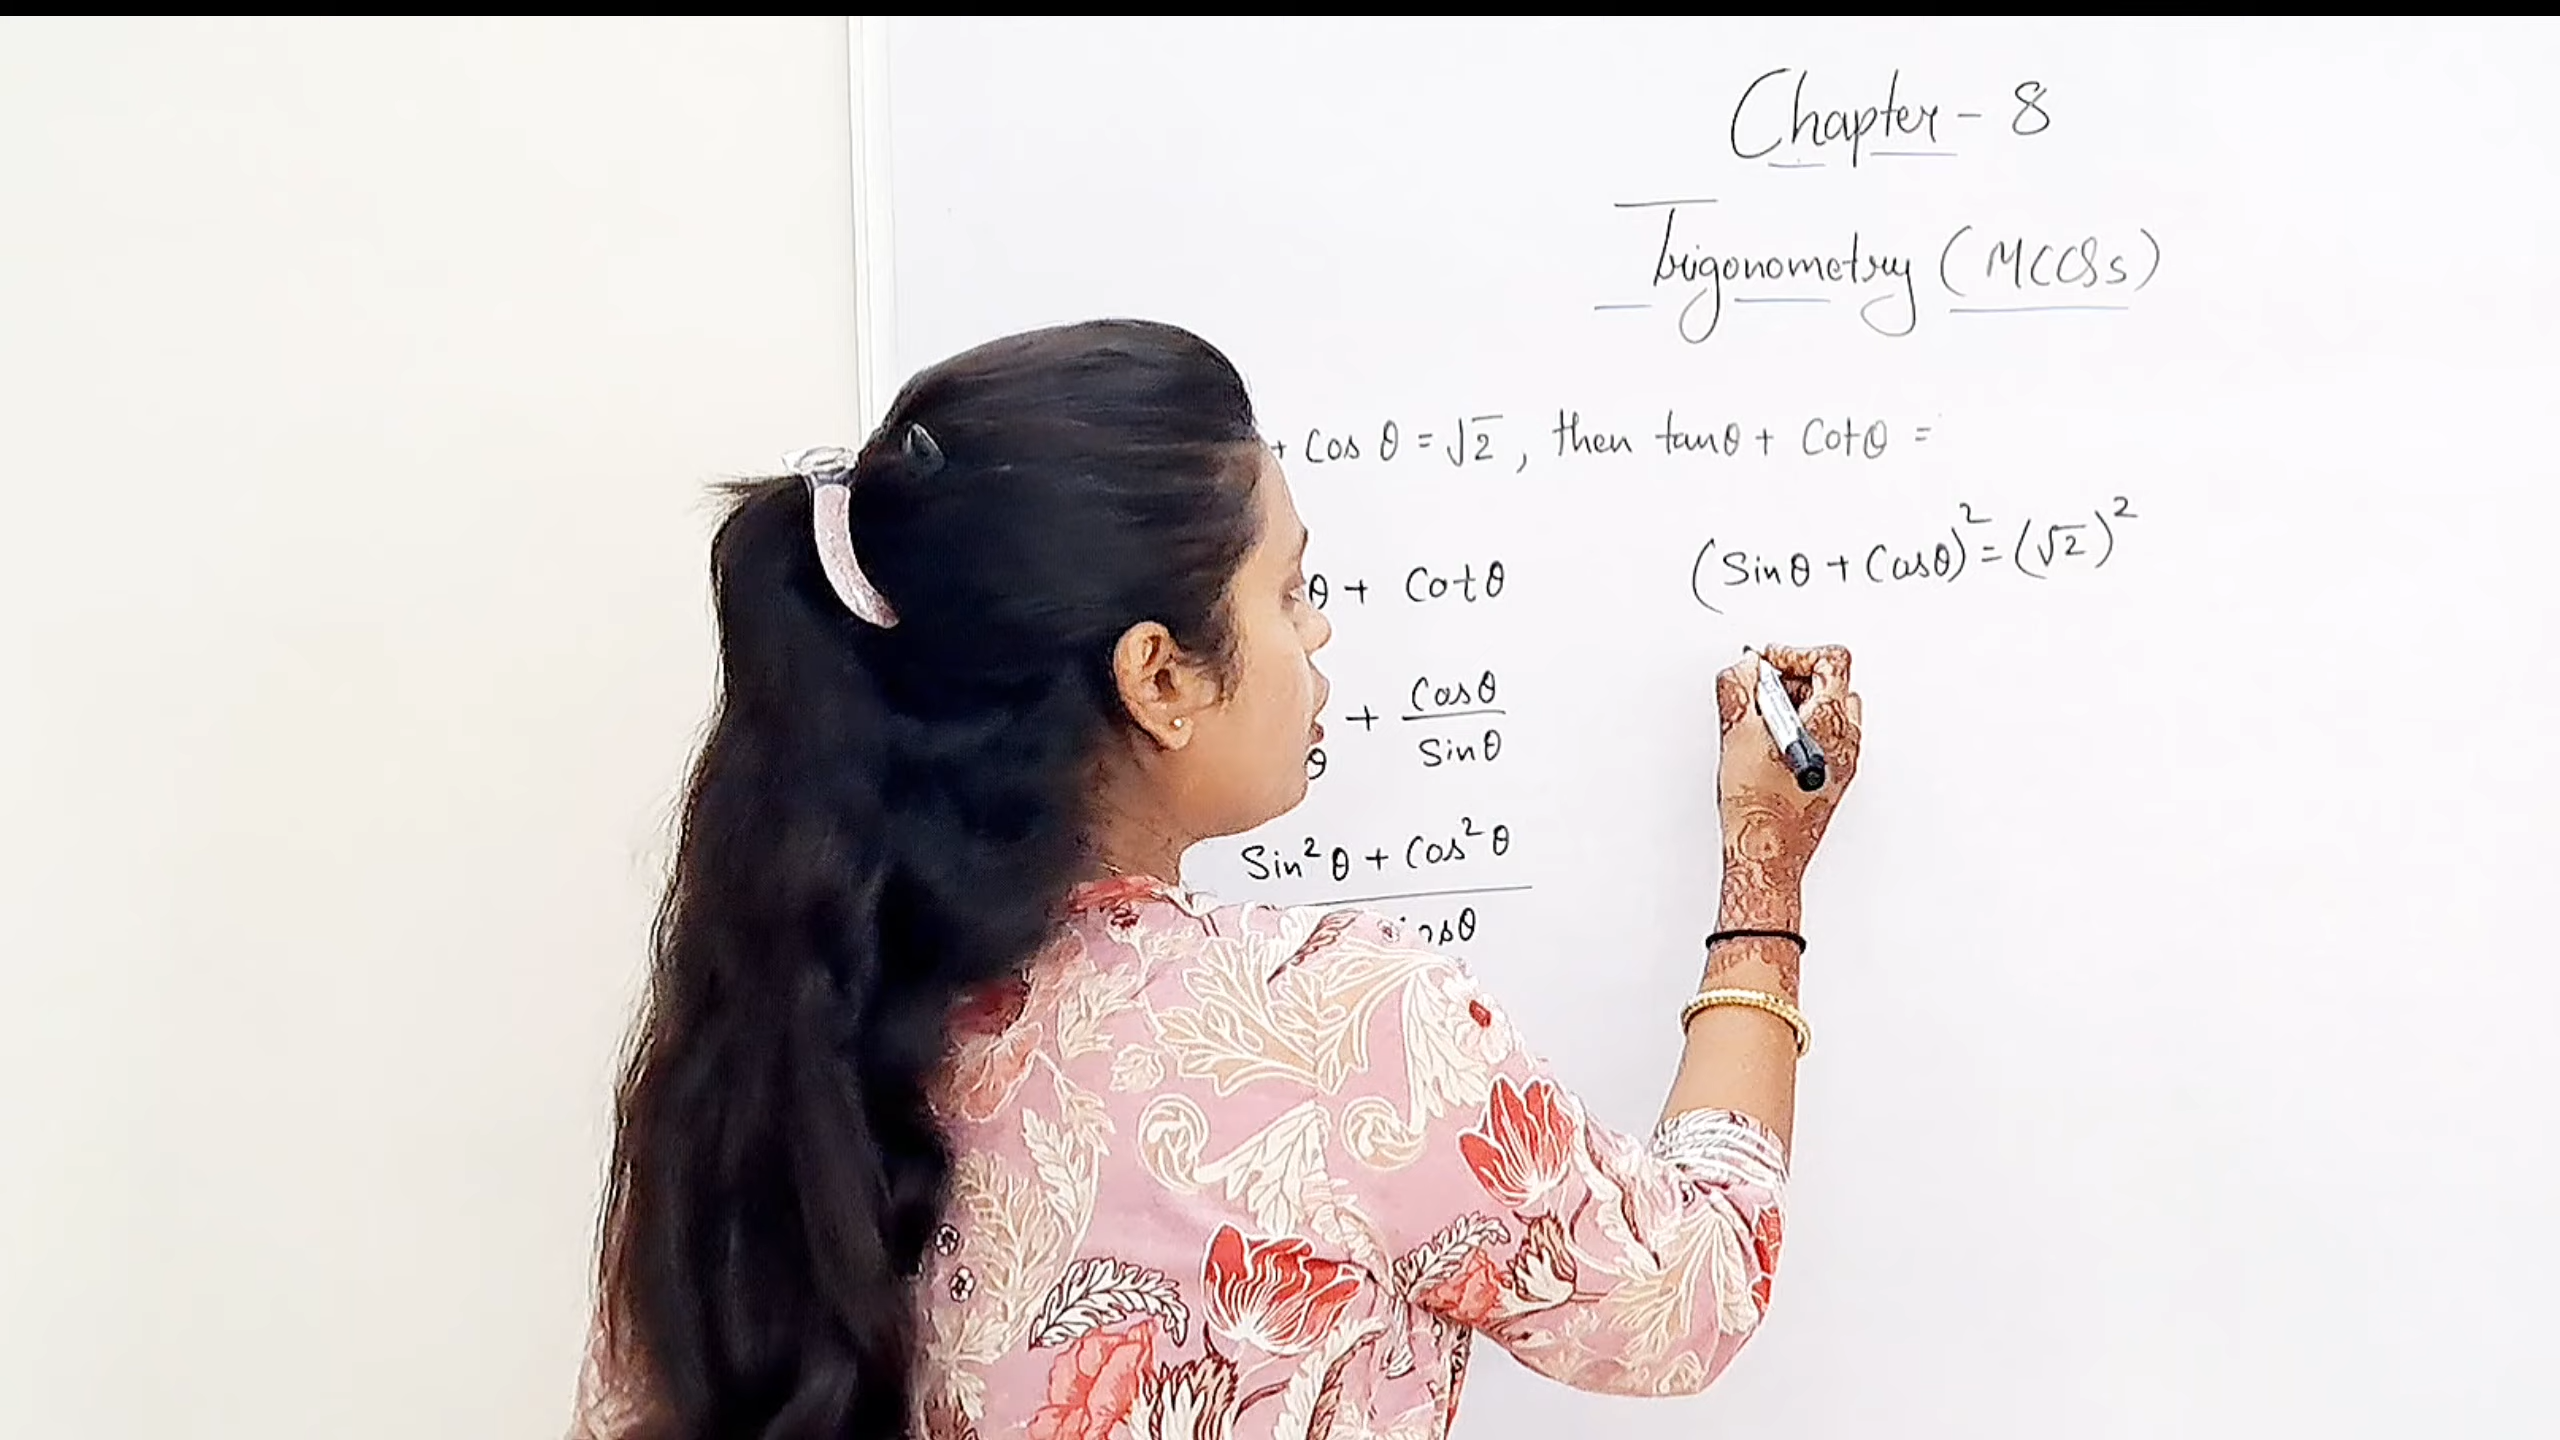 Chapter - 8
Trigonometry (MCQs)
+ Cos θ = √2 , then tanθ + Cotθ =
θ + Cotθ
(Sinθ + Cosθ)² = (√2)²
+ Cosθ
θ Sinθ
Sin²θ + Cos²θ
osθ